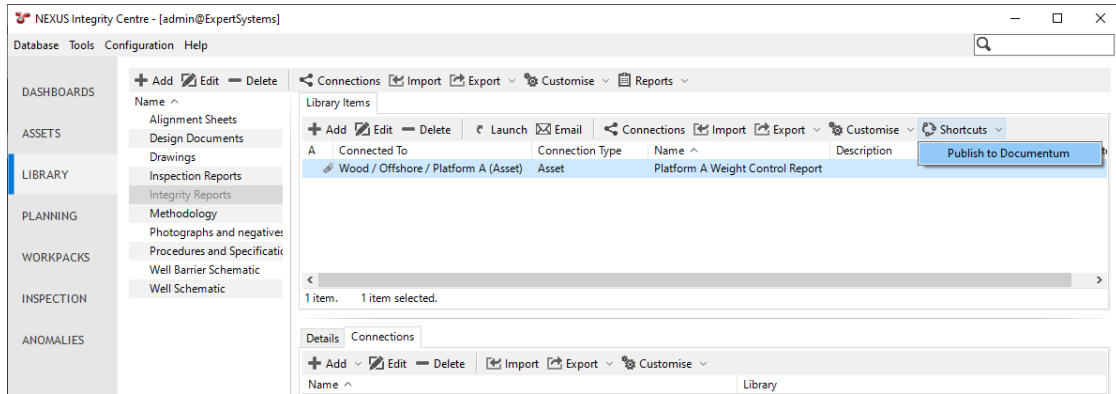 NEXUS Integrity Centre - [admin@ExpertSystems]
Database Tools Configuration Help
DASHBOARDS
ASSETS
LIBRARY
PLANNING
WORKPACKS
INSPECTION
ANOMALIES
Add Edit Delete Connections Import Export Customise Reports
Name
Alignment Sheets
Design Documents
Drawings
Inspection Reports
Integrity Reports
Methodology
Photographs and negatives
Procedures and Specificatic
Well Barrier Schematic
Well Schematic
Library Items
Add Edit Delete Launch Email Connections Import Export Customise Shortcuts
Publish to Documentum
A Connected To Connection Type Name Description
Wood / Offshore / Platform A (Asset) Asset Platform A Weight Control Report
1 item. 1 item selected.
Details Connections
Add Edit Delete Import Export Customise
Name Library